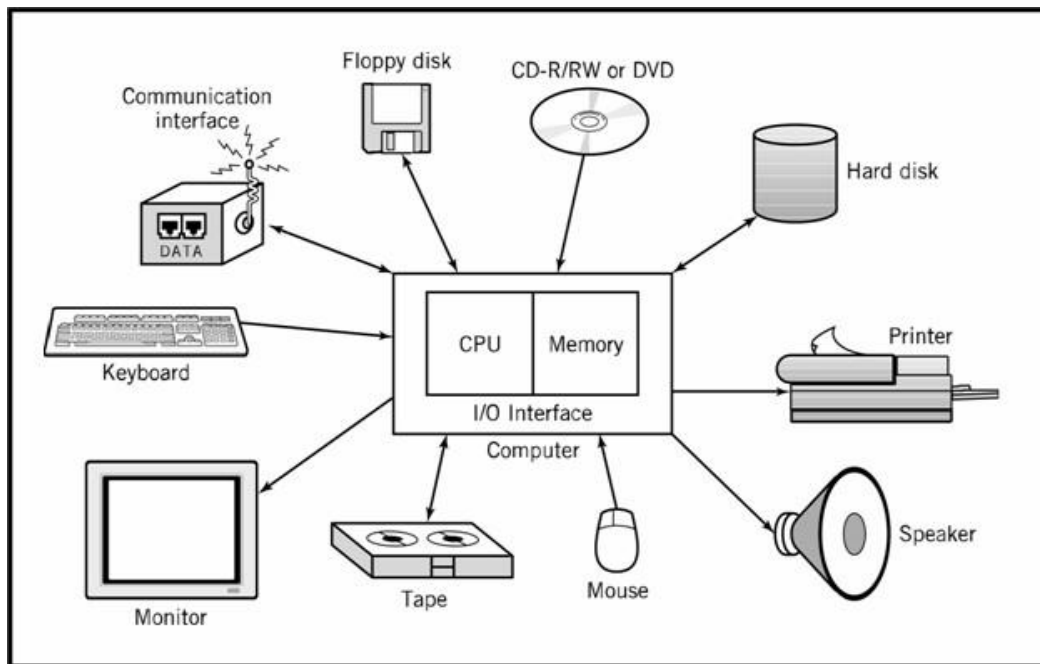 Floppy disk
CD-R/RW or DVD
Communication
interface
Hard disk
DATA
Keyboard
CPU
Memory
Printer
I/O Interface
Computer
Speaker
Monitor
Tape
Mouse